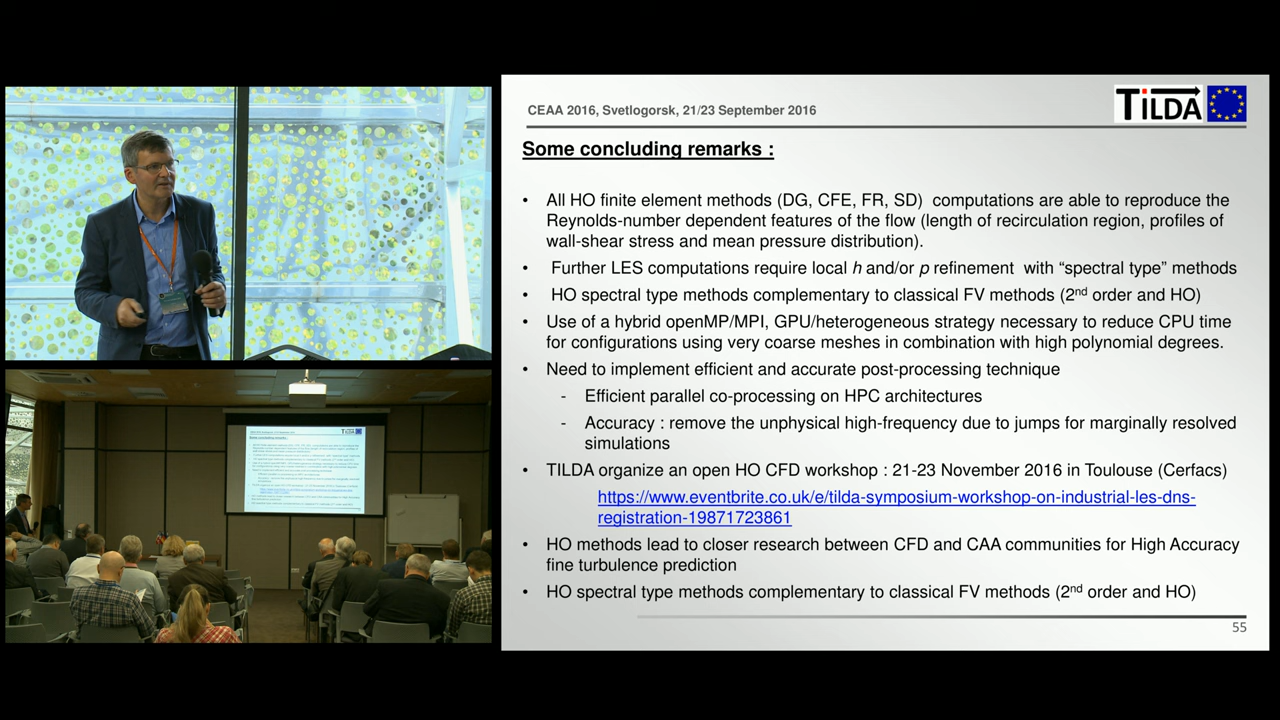 CEAA 2016, Svetlogorsk, 21/23 September 2016
TILDA
Some concluding remarks :
• All HO finite element methods (DG, CFE, FR, SD) computations are able to reproduce the
Reynolds-number dependent features of the flow (length of recirculation region, profiles of
wall-shear stress and mean pressure distribution).
• Further LES computations require local h and/or p refinement with “spectral type” methods
• HO spectral type methods complementary to classical FV methods (2nd order and HO)
• Use of a hybrid openMP/MPI, GPU/heterogeneous strategy necessary to reduce CPU time
for configurations using very coarse meshes in combination with high polynomial degrees.
• Need to implement efficient and accurate post-processing technique
- Efficient parallel co-processing on HPC architectures
- Accuracy : remove the unphysical high-frequency due to jumps for marginally resolved
simulations
• TILDA organize an open HO CFD workshop : 21-23 November 2016 in Toulouse (Cerfacs)
https://www.eventbrite.co.uk/e/tilda-symposium-workshop-on-industrial-les-dns-
registration-19871723861
• HO methods lead to closer research between CFD and CAA communities for High Accuracy
fine turbulence prediction
• HO spectral type methods complementary to classical FV methods (2nd order and HO)
55
TILDA
Some concluding remarks :